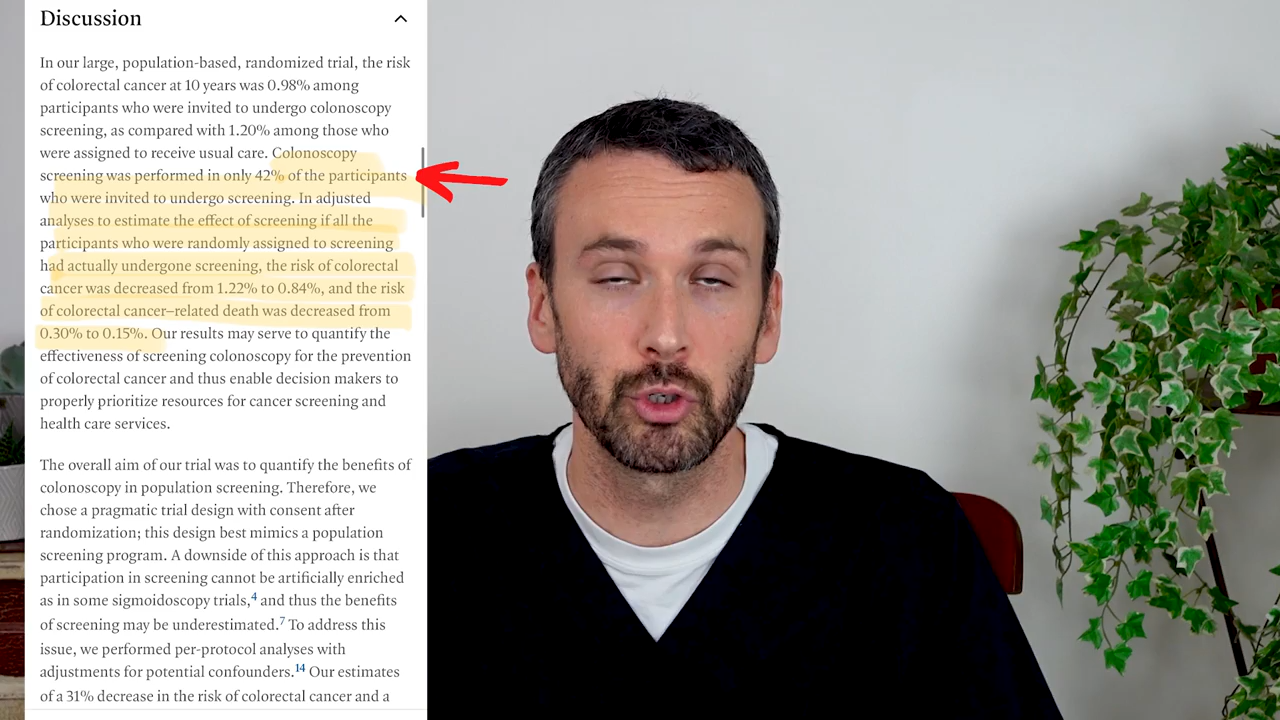 Discussion
In our large, population-based, randomized trial, the risk
of colorectal cancer at 10 years was 0.98% among
participants who were invited to undergo colonoscopy
screening, as compared with 1.20% among those who
were assigned to receive usual care. Colonoscopy
screening was performed in only 42% of the participants
who were invited to undergo screening. In adjusted
analyses to estimate the effect of screening if all the
participants who were randomly assigned to screening
had actually undergone screening, the risk of colorectal
cancer was decreased from 1.22% to 0.84%, and the risk
of colorectal cancer–related death was decreased from
0.30% to 0.15%. Our results may serve to quantify the
effectiveness of screening colonoscopy for the prevention
of colorectal cancer and thus enable decision makers to
properly prioritize resources for cancer screening and
health care services.
The overall aim of our trial was to quantify the benefits of
colonoscopy in population screening. Therefore, we
chose a pragmatic trial design with consent after
randomization; this design best mimics a population
screening program. A downside of this approach is that
participation in screening cannot be artificially enriched
as in some sigmoidoscopy trials,4 and thus the benefits
of screening may be underestimated.7 To address this
issue, we performed per-protocol analyses with
adjustments for potential confounders.14 Our estimates
of a 31% decrease in the risk of colorectal cancer and a